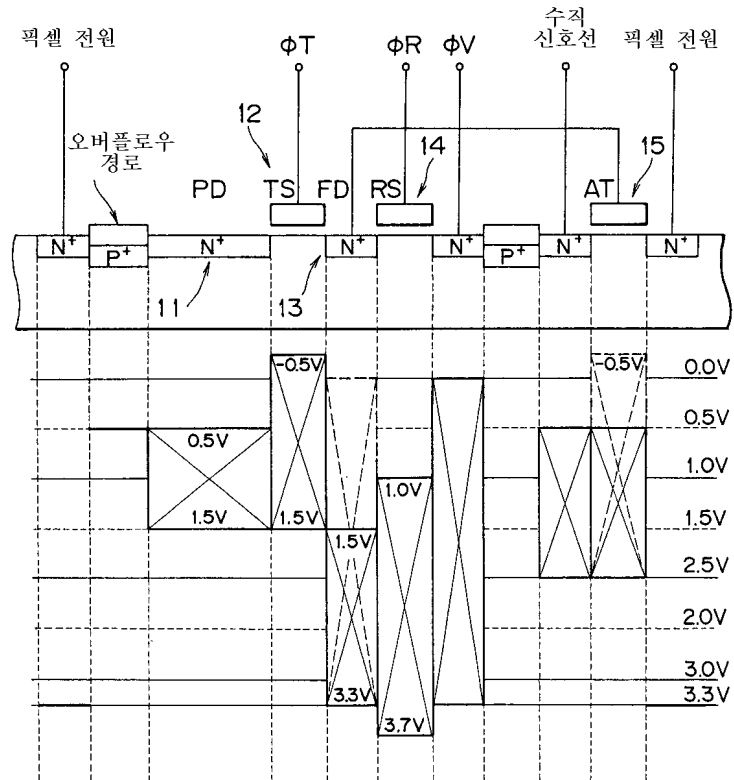 픽셀 전원
ΦT
ΦR
ΦV
수직
신호선
픽셀 전원
오버플로우
경로
12
14
15
PD
TS
FD
RS
AT
N+
P+
N+
N+
N+
P+
N+
N+
11
13
-0.5V
-0.5V
0.0V
0.5V
0.5V
1.0V
1.0V
1.5V
1.5V
1.5V
1.5V
2.5V
2.0V
3.0V
3.3V
3.3V
3.7V